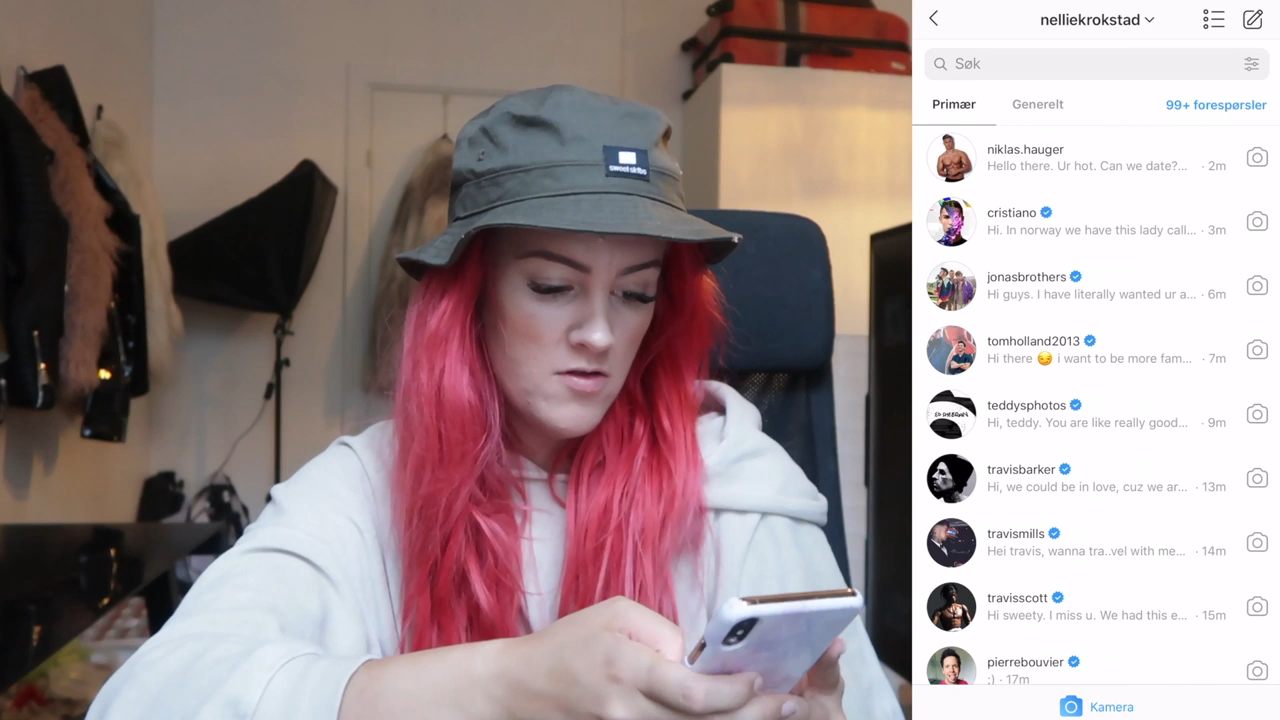 nelliekrokstad
Søk
Primær Generelt 99+ forespørsler
niklas.hauger
Hello there. Ur hot. Can we date?... · 2m
cristiano
Hi. In norway we have this lady call... · 3m
jonasbrothers
Hi guys. I have literally wanted ur a... · 6m
tomholland2013
Hi there 😏 i want to be more fam... · 7m
teddysphotos
Hi, teddy. You are like really good... · 9m
travisbarker
Hi, we could be in love, cuz we ar... · 13m
travismills
Hei travis, wanna tra..vel with me... · 14m
travisscott
Hi sweety. I miss u. We had this e... · 15m
pierrebouvier
;) · 17m
Kamera
sweet sktbs
ED SHEERAN